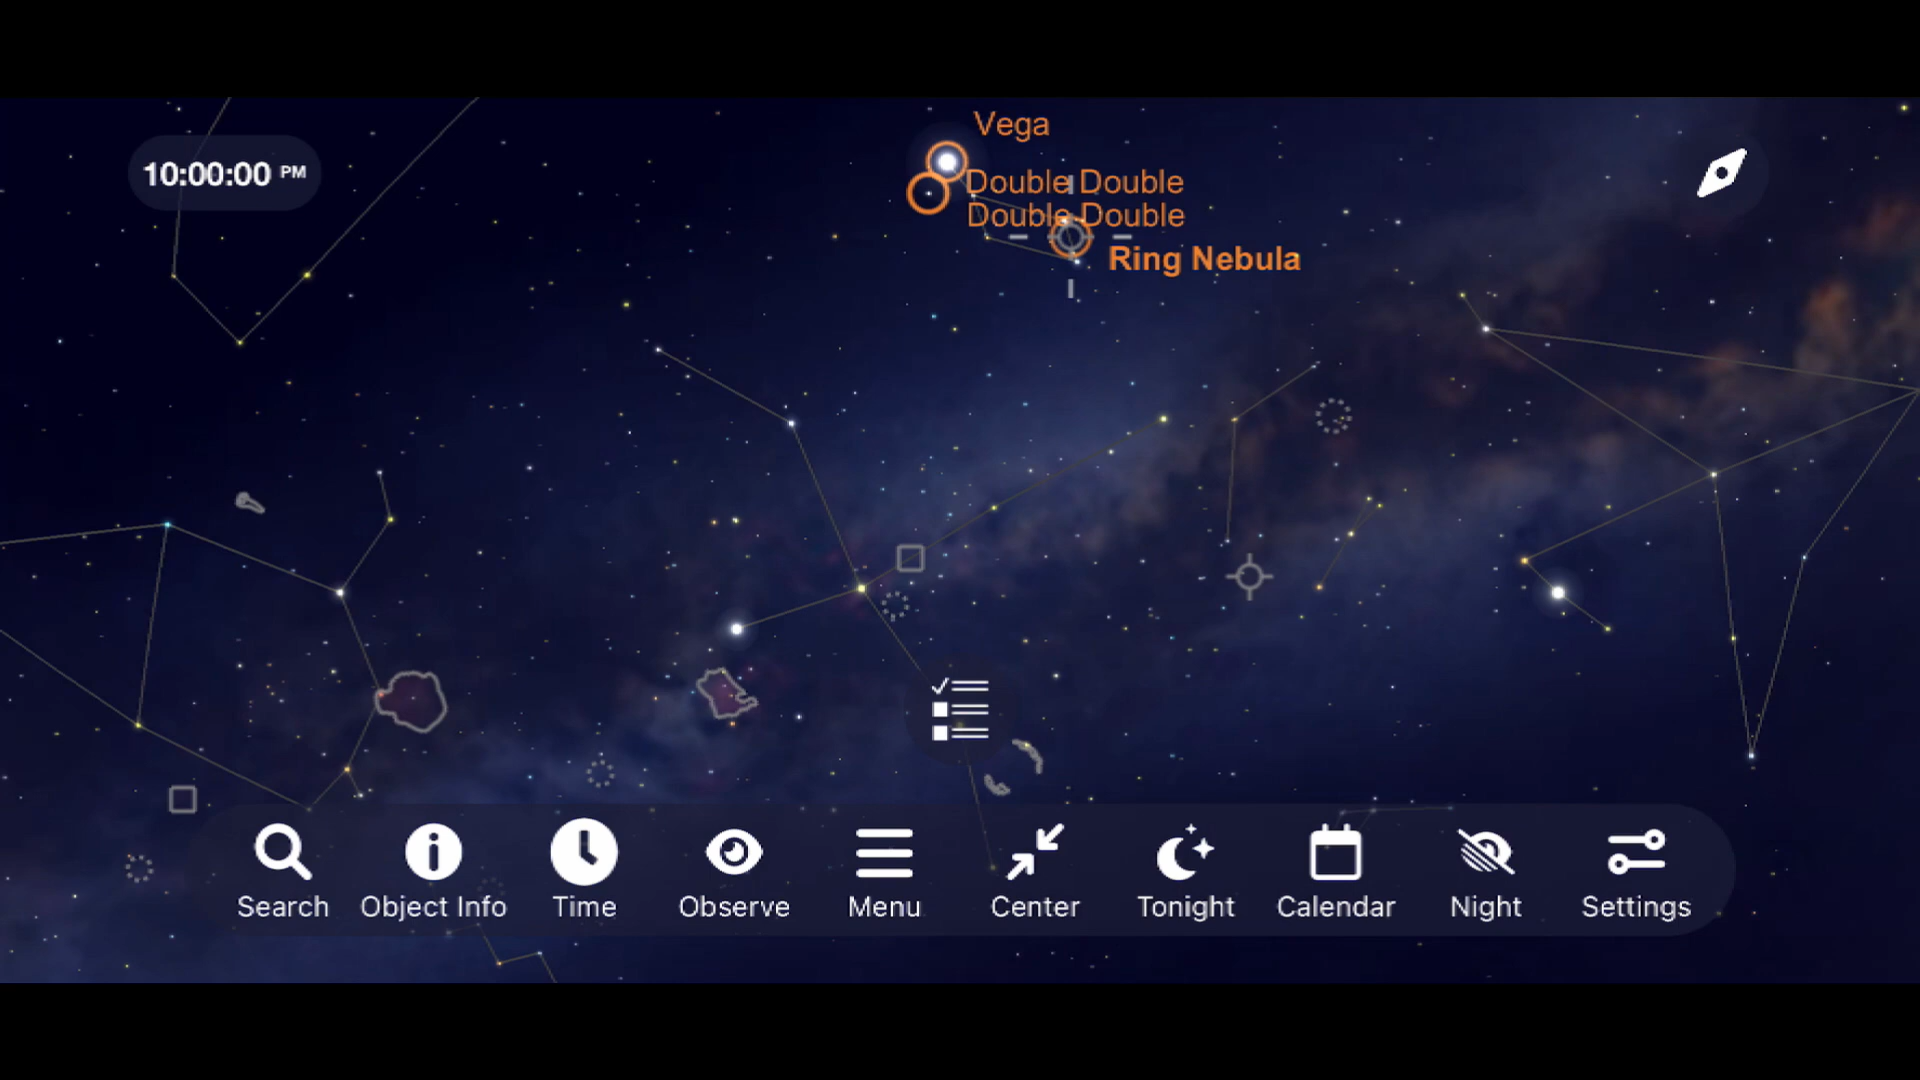 Vega
10:00:00 PM
Double Double
Double Double
Ring Nebula
Search
Object Info
Time
Observe
Menu
Center
Tonight
Calendar
Night
Settings